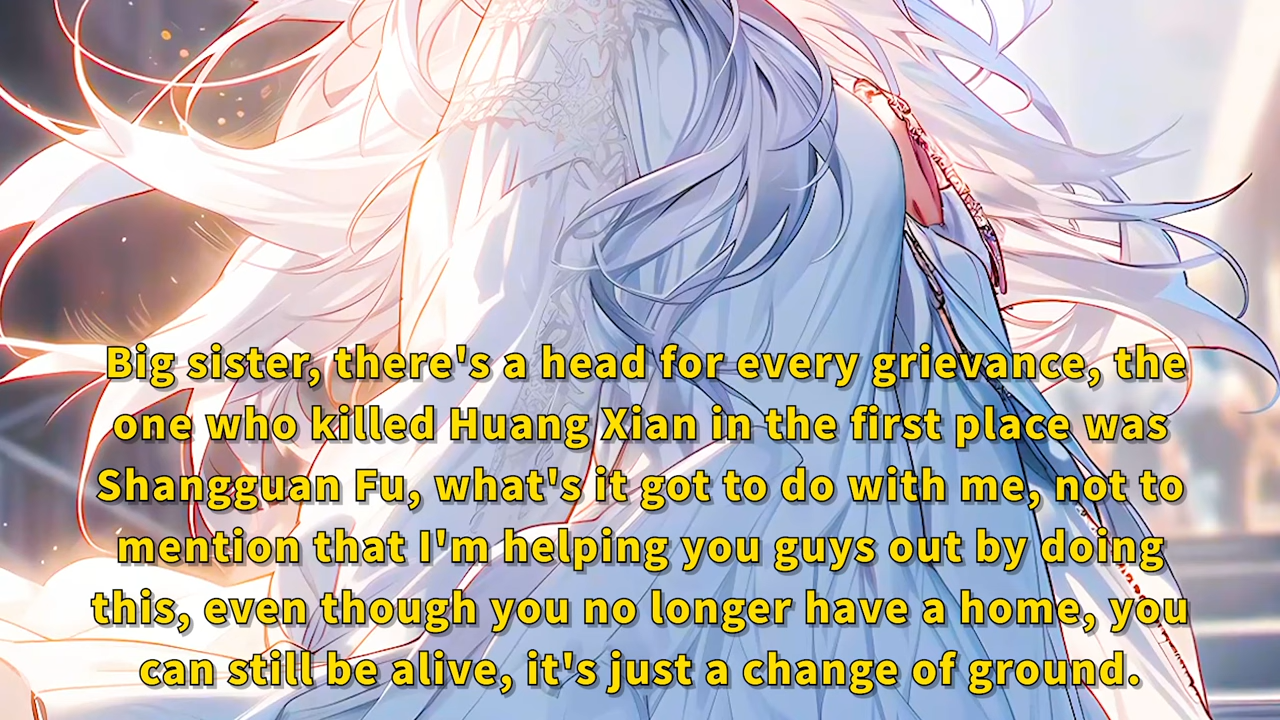 Big sister, there's a head for every grievance, the
one who killed Huang Xian in the first place was
Shangguan Fu, what's it got to do with me, not to
mention that I'm helping you guys out by doing
this, even though you no longer have a home, you
can still be alive, it's just a change of ground.